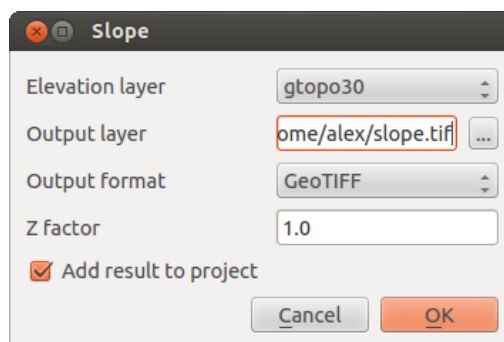 Slope
Elevation layer gtopo30
Output layer ome/alex/slope.tif ...
Output format GeoTIFF
Z factor 1.0
Add result to project
Cancel OK